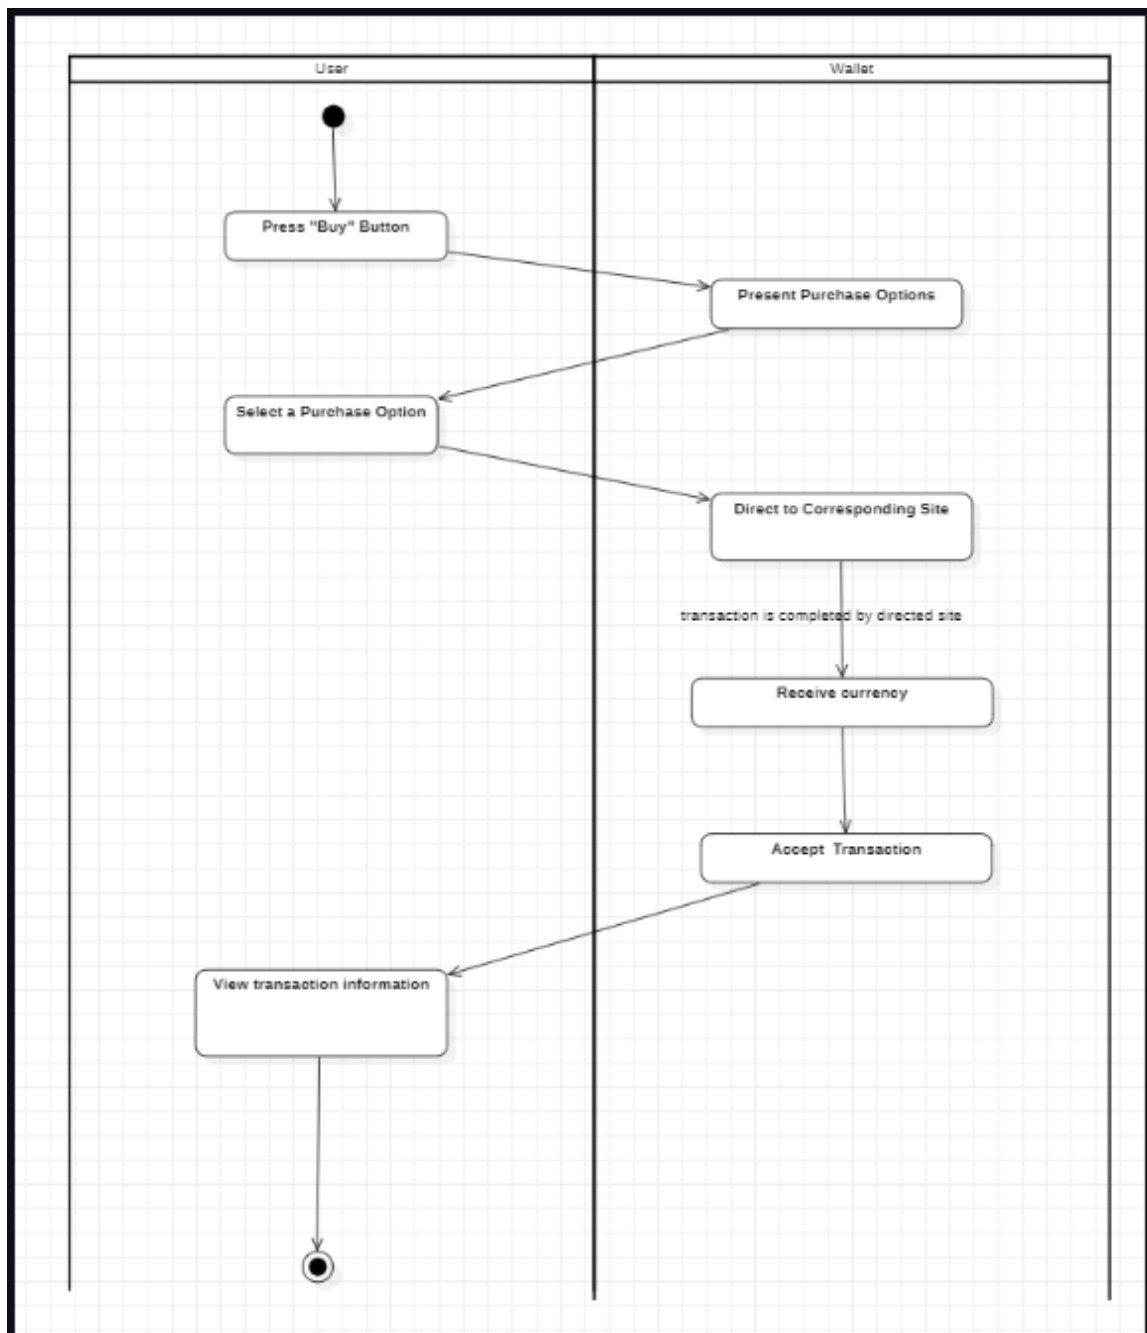 User
Wallet
Press "Buy" Button
Present Purchase Options
Select a Purchase Option
Direct to Corresponding Site
transaction is completed by directed site
Receive currency
Accept  Transaction
View transaction information